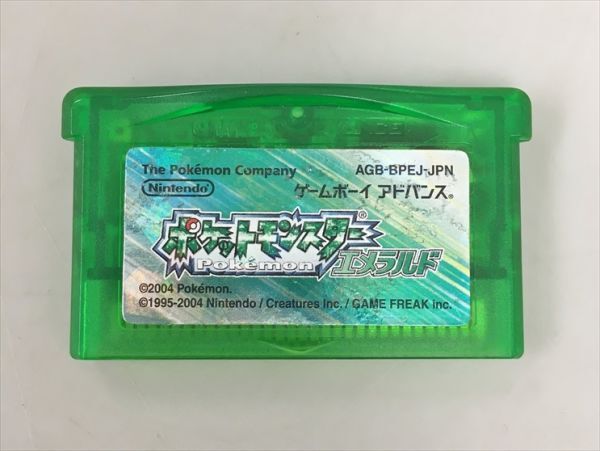 The Pokémon Company AGB-BPEJ-JPN
Nintendo ゲームボーイ アドバンス®
ポケットモンスター®
Pokémon エメラルド
©2004 Pokémon.
©1995-2004 Nintendo / Creatures Inc. / GAME FREAK inc.